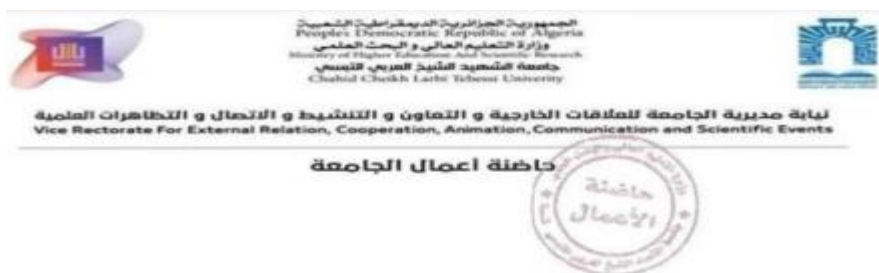 الجمهورية الجزائرية الديمقراطية الشعبية
People's Democratic Republic of Algeria
وزارة التعليم العالي و البحث العلمي
Ministry of Higher Education And Scientific Research
جامعة الشهيد الشيخ العربي التبسي
Chahid Cheikh Larbi Tebessi Univerity
نيابة مديرية الجامعة للعلاقات الخارجية و التعاون و التنشيط و الاتصال و التظاهرات العلمية
Vice Rectorate For External Relation, Cooperation, Animation, Communication and Scientific Events
حاضنة أعمال الجامعة
حاضنة
الأعمال